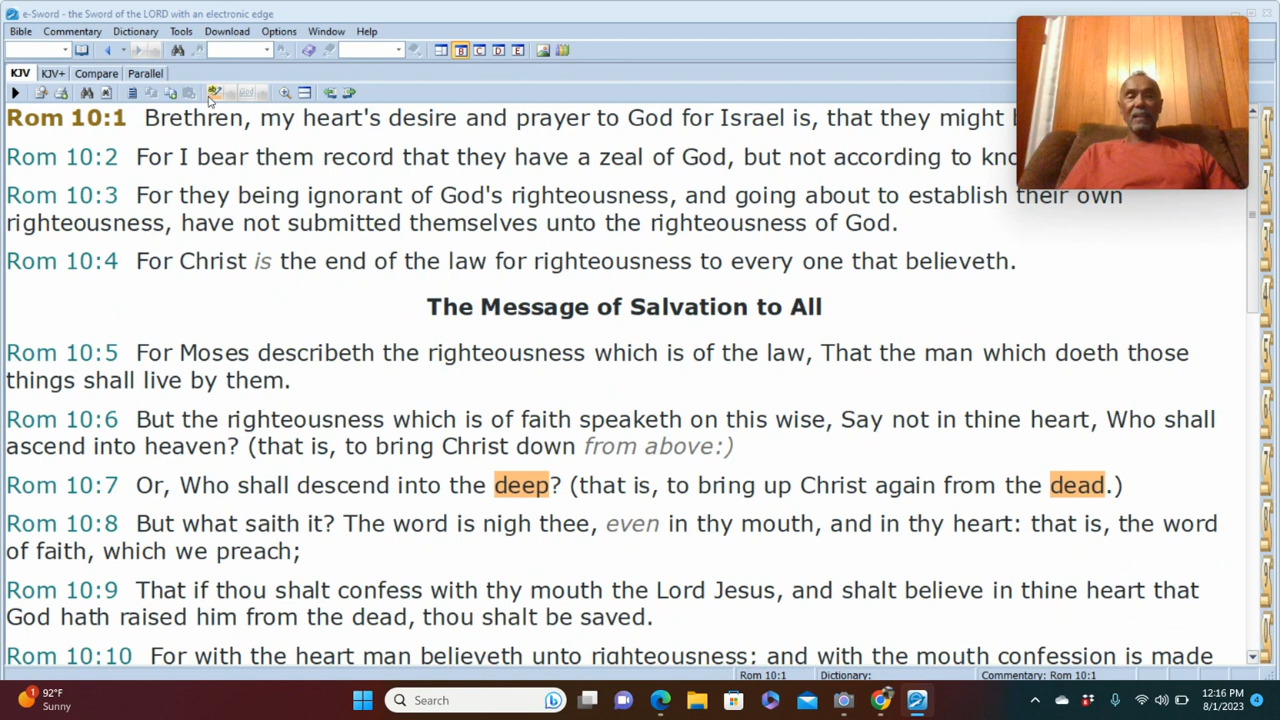 e-Sword - the Sword of the LORD with an electronic edge
Bible Commentary Dictionary Tools Download Options Window Help
B C D E
KJV KJV+ Compare Parallel
Rom 10:1 Brethren, my heart's desire and prayer to God for Israel is, that they might
Rom 10:2 For I bear them record that they have a zeal of God, but not according to
Rom 10:3 For they being ignorant of God's righteousness, and going about to establish their own
righteousness, have not submitted themselves unto the righteousness of God.
Rom 10:4 For Christ is the end of the law for righteousness to every one that believeth.
The Message of Salvation to All
Rom 10:5 For Moses describeth the righteousness which is of the law, That the man which doeth those
things shall live by them.
Rom 10:6 But the righteousness which is of faith speaketh on this wise, Say not in thine heart, Who shall
ascend into heaven? (that is, to bring Christ down from above:)
Rom 10:7 Or, Who shall descend into the deep? (that is, to bring up Christ again from the dead.)
Rom 10:8 But what saith it? The word is nigh thee, even in thy mouth, and in thy heart: that is, the word
of faith, which we preach;
Rom 10:9 That if thou shalt confess with thy mouth the Lord Jesus, and shalt believe in thine heart that
God hath raised him from the dead, thou shalt be saved.
Rom 10:10 For with the heart man believeth unto righteousness; and with the mouth confession is made
Rom 10:1 Dictionary: Commentary: Rom 10:1
1
92°F
Sunny
Search
12:16 PM
8/1/2023
4